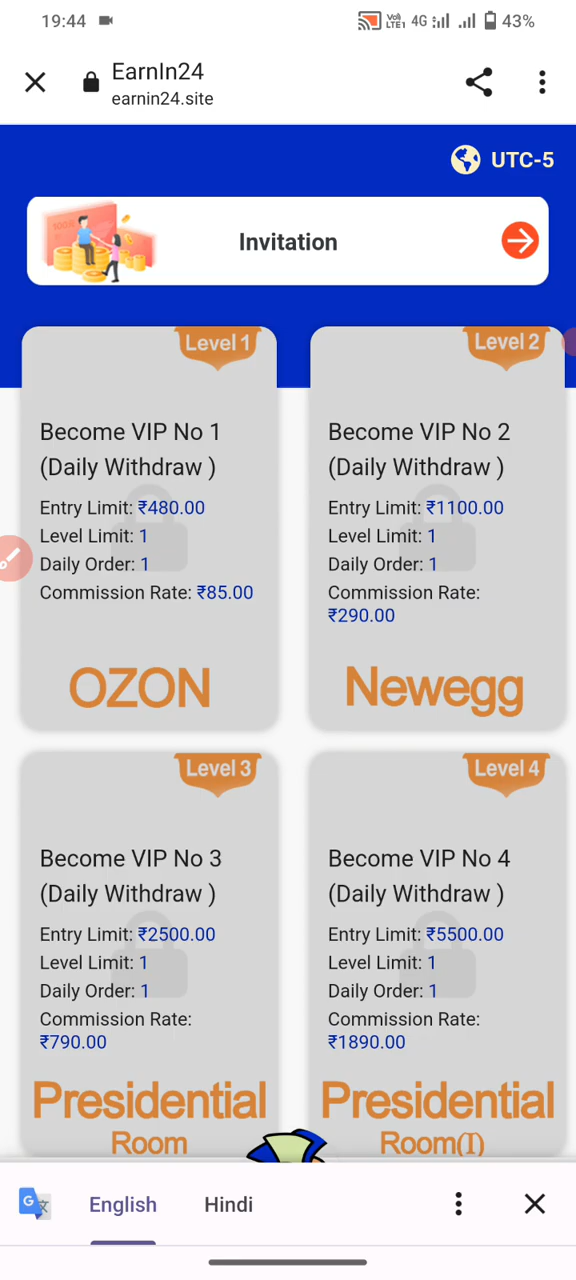 19:44 Vo) LTE1 4G 43%
EarnIn24
earnin24.site
UTC-5
Invitation
Level 1
Become VIP No 1
(Daily Withdraw )
Entry Limit: ₹480.00
Level Limit: 1
Daily Order: 1
Commission Rate: ₹85.00
OZON
Level 2
Become VIP No 2
(Daily Withdraw )
Entry Limit: ₹1100.00
Level Limit: 1
Daily Order: 1
Commission Rate:
₹290.00
Newegg
Level 3
Become VIP No 3
(Daily Withdraw )
Entry Limit: ₹2500.00
Level Limit: 1
Daily Order: 1
Commission Rate:
₹790.00
Presidential
Room
Level 4
Become VIP No 4
(Daily Withdraw )
Entry Limit: ₹5500.00
Level Limit: 1
Daily Order: 1
Commission Rate:
₹1890.00
Presidential
Room(I)
G 文 English Hindi